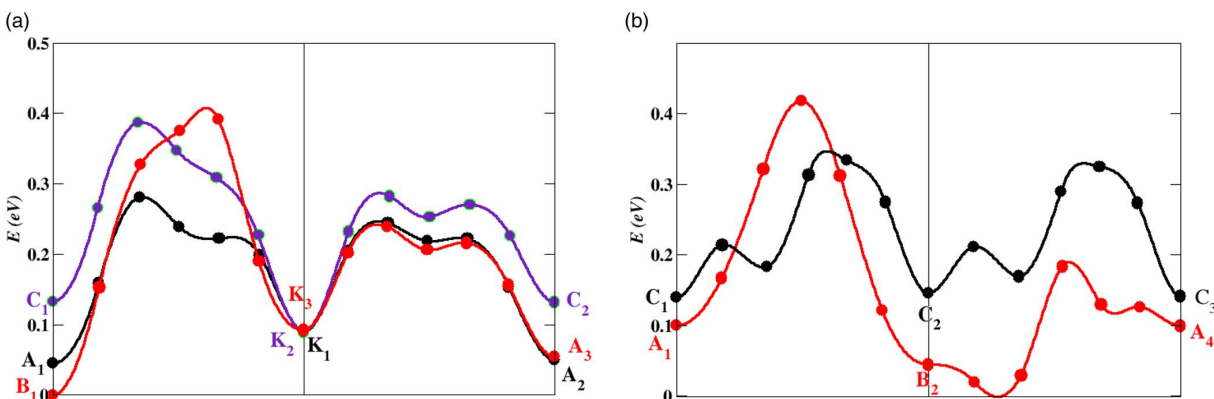 (a)
(b)
0.5
0.4
0.3
0.2
0.1
0
E (eV)
C₁
A₁
B₁
K₃
K₂
K₁
C₂
A₃
A₂
0.4
0.3
0.2
0.1
0
E (eV)
C₁
A₁
C₂
B₂
C₃
A₄